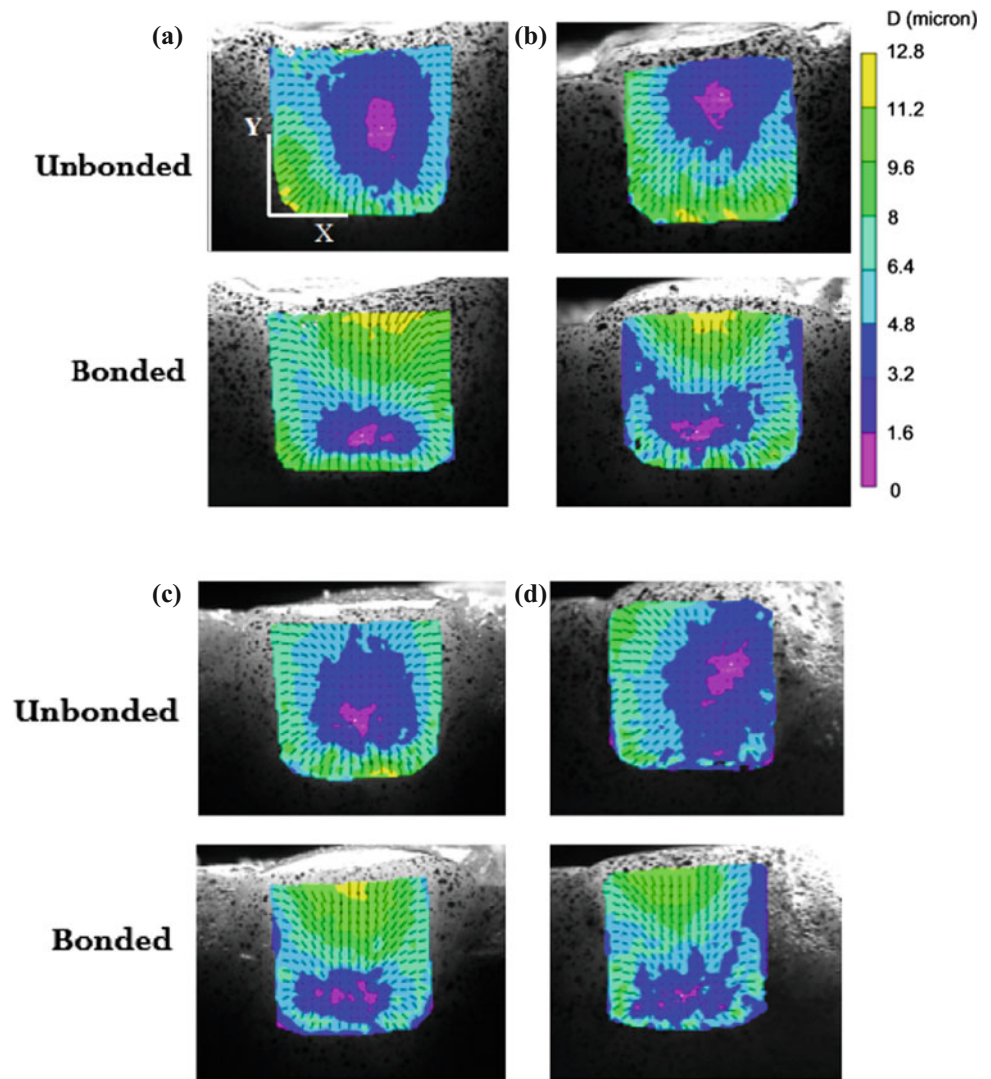 (a)
(b)
D (micron)
12.8
11.2
9.6
8
6.4
4.8
3.2
1.6
0
Y
X
Unbonded
Bonded
(c)
(d)
Unbonded
Bonded